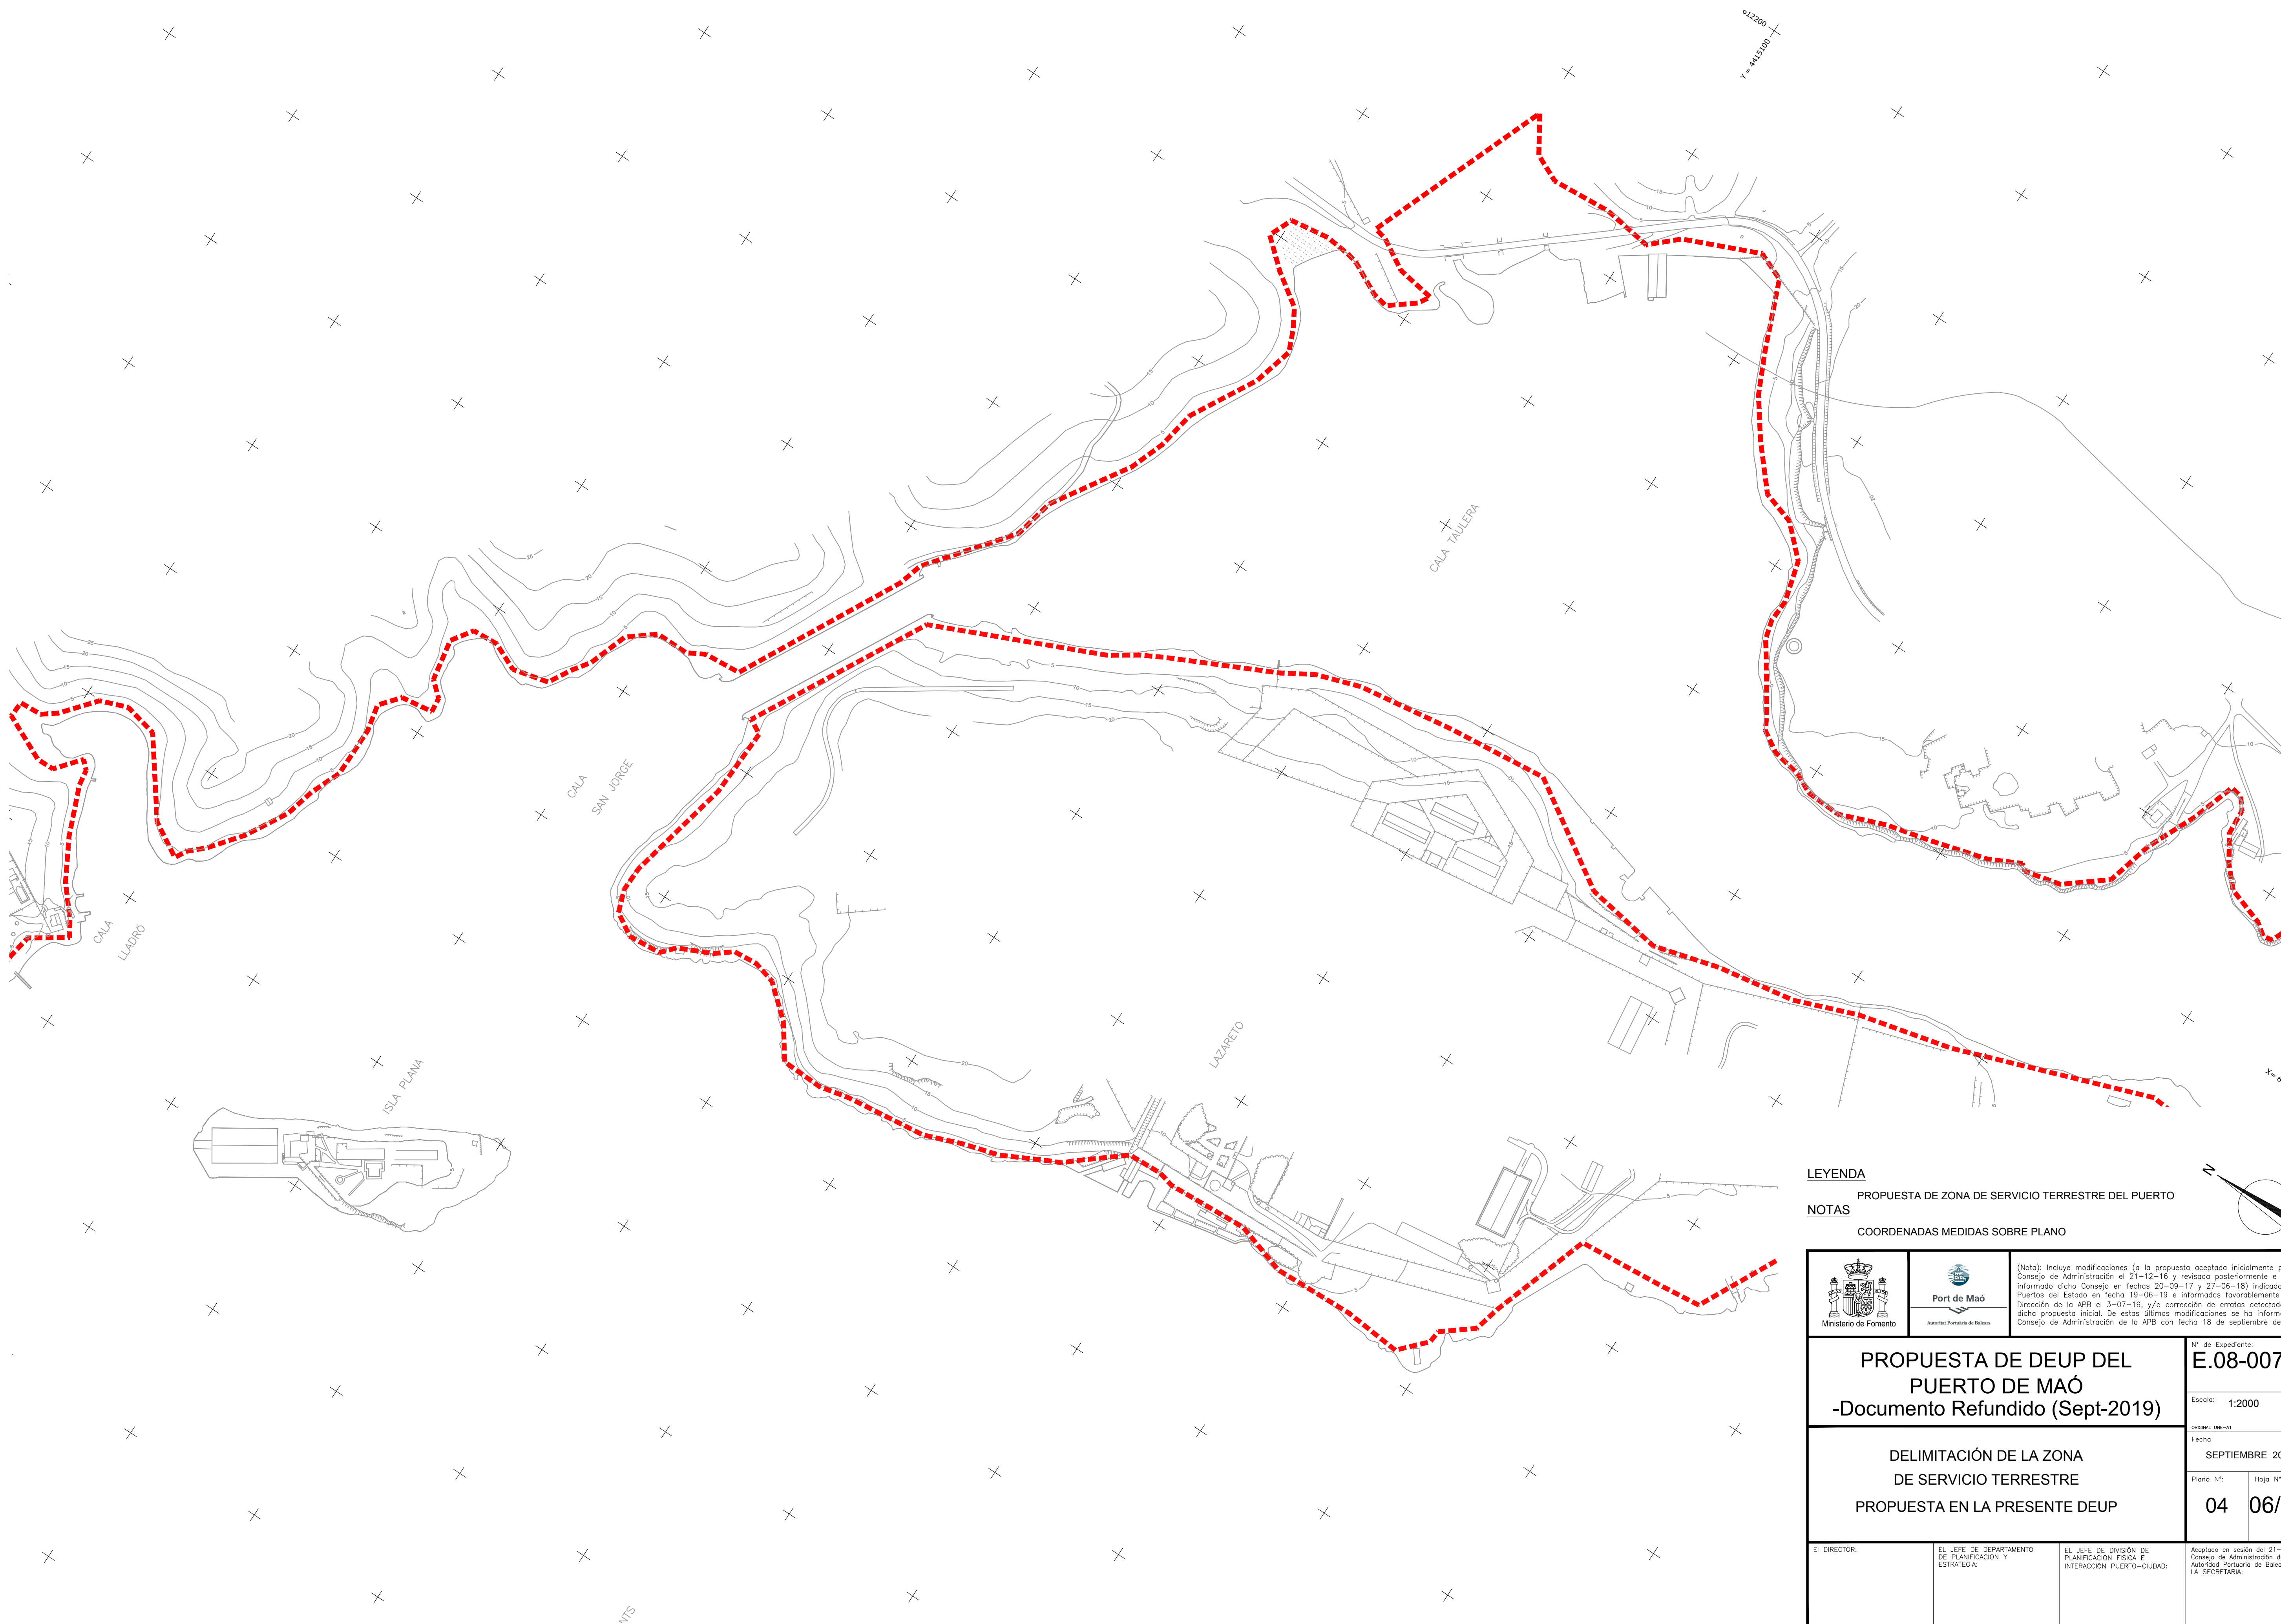 Y = 4415100
CALA TAULERA
CALA
SAN JORGE
CALA
LLADRÓ
ISLA PLANA
LAZARETO
LEYENDA
PROPUESTA DE ZONA DE SERVICIO TERRESTRE DEL PUERTO
NOTAS
COORDENADAS MEDIDAS SOBRE PLANO
N
Ministerio de Fomento
Port de Maó
Autoritat Portuària de Balears
(Nota): Incluye modificaciones (a la propuesta aceptada inicialmente
Consejo de Administración el 21-12-16 y revisada posteriormente e
informado dicho Consejo en fechas 20-09-17 y 27-06-18)
Puertos del Estado en fecha 19-06-19 e informadas favorablemente
Dirección de la APB el 3-07-19, y/o corrección de erratas
dicha propuesta inicial. De estas últimas modificaciones se ha
Consejo de Administración de la APB con fecha 18 de septiembre
PROPUESTA DE DEUP DEL
PUERTO DE MAÓ
-Documento Refundido (Sept-2019)
Nº de Expediente:
E.08-007
Escala: 1:2000
ORIGINAL UNE-A1
Fecha
SEPTIEMBRE
DELIMITACIÓN DE LA ZONA
DE SERVICIO TERRESTRE
PROPUESTA EN LA PRESENTE DEUP
Plano Nº:
Hoja Nº
04
06/
El DIRECTOR:
EL JEFE DE DEPARTAMENTO
DE PLANIFICACION Y
ESTRATEGIA:
EL JEFE DE DIVISIÓN DE
PLANIFICACION FISICA E
INTERACCIÓN PUERTO-CIUDAD:
Aceptado en sesión del 21-
Consejo de Administración
Autoridad Portuaria de
LA SECRETARIA: